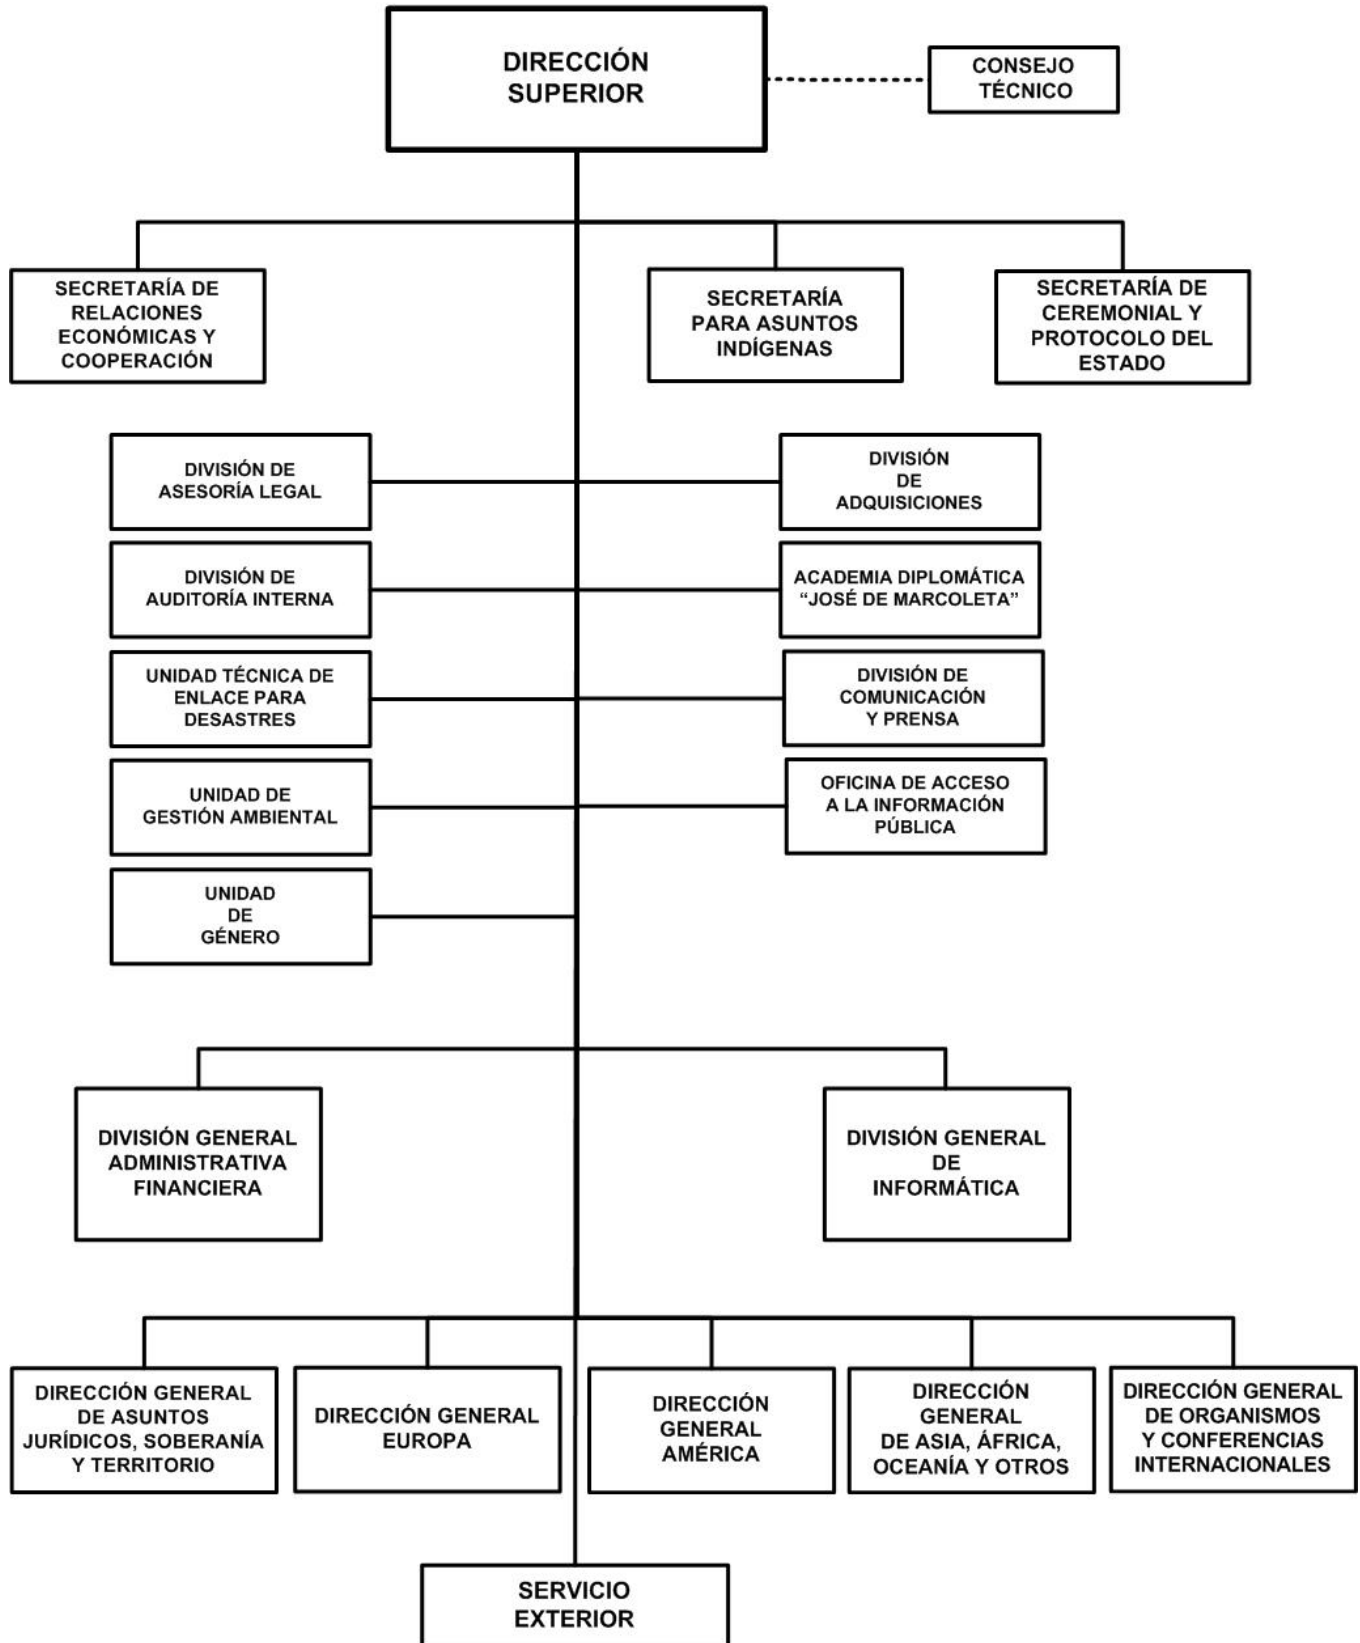 DIRECCIÓN
SUPERIOR
CONSEJO
TÉCNICO
SECRETARÍA DE
RELACIONES
ECONÓMICAS Y
COOPERACIÓN
SECRETARÍA
PARA ASUNTOS
INDÍGENAS
SECRETARÍA DE
CEREMONIAL Y
PROTOCOLO DEL
ESTADO
DIVISIÓN DE
ASESORÍA LEGAL
DIVISIÓN
DE
ADQUISICIONES
DIVISIÓN DE
AUDITORÍA INTERNA
ACADEMIA DIPLOMÁTICA
“JOSÉ DE MARCOLETA”
UNIDAD TÉCNICA DE
ENLACE PARA
DESASTRES
DIVISIÓN DE
COMUNICACIÓN
Y PRENSA
UNIDAD DE
GESTIÓN AMBIENTAL
OFICINA DE ACCESO
A LA INFORMACIÓN
PÚBLICA
UNIDAD
DE
GÉNERO
DIVISIÓN GENERAL
ADMINISTRATIVA
FINANCIERA
DIVISIÓN GENERAL
DE
INFORMÁTICA
DIRECCIÓN GENERAL
DE ASUNTOS
JURÍDICOS, SOBERANÍA
Y TERRITORIO
DIRECCIÓN GENERAL
EUROPA
DIRECCIÓN
GENERAL
AMÉRICA
DIRECCIÓN
GENERAL
DE ASIA, ÁFRICA,
OCEANÍA Y OTROS
DIRECCIÓN GENERAL
DE ORGANISMOS
Y CONFERENCIAS
INTERNACIONALES
SERVICIO
EXTERIOR